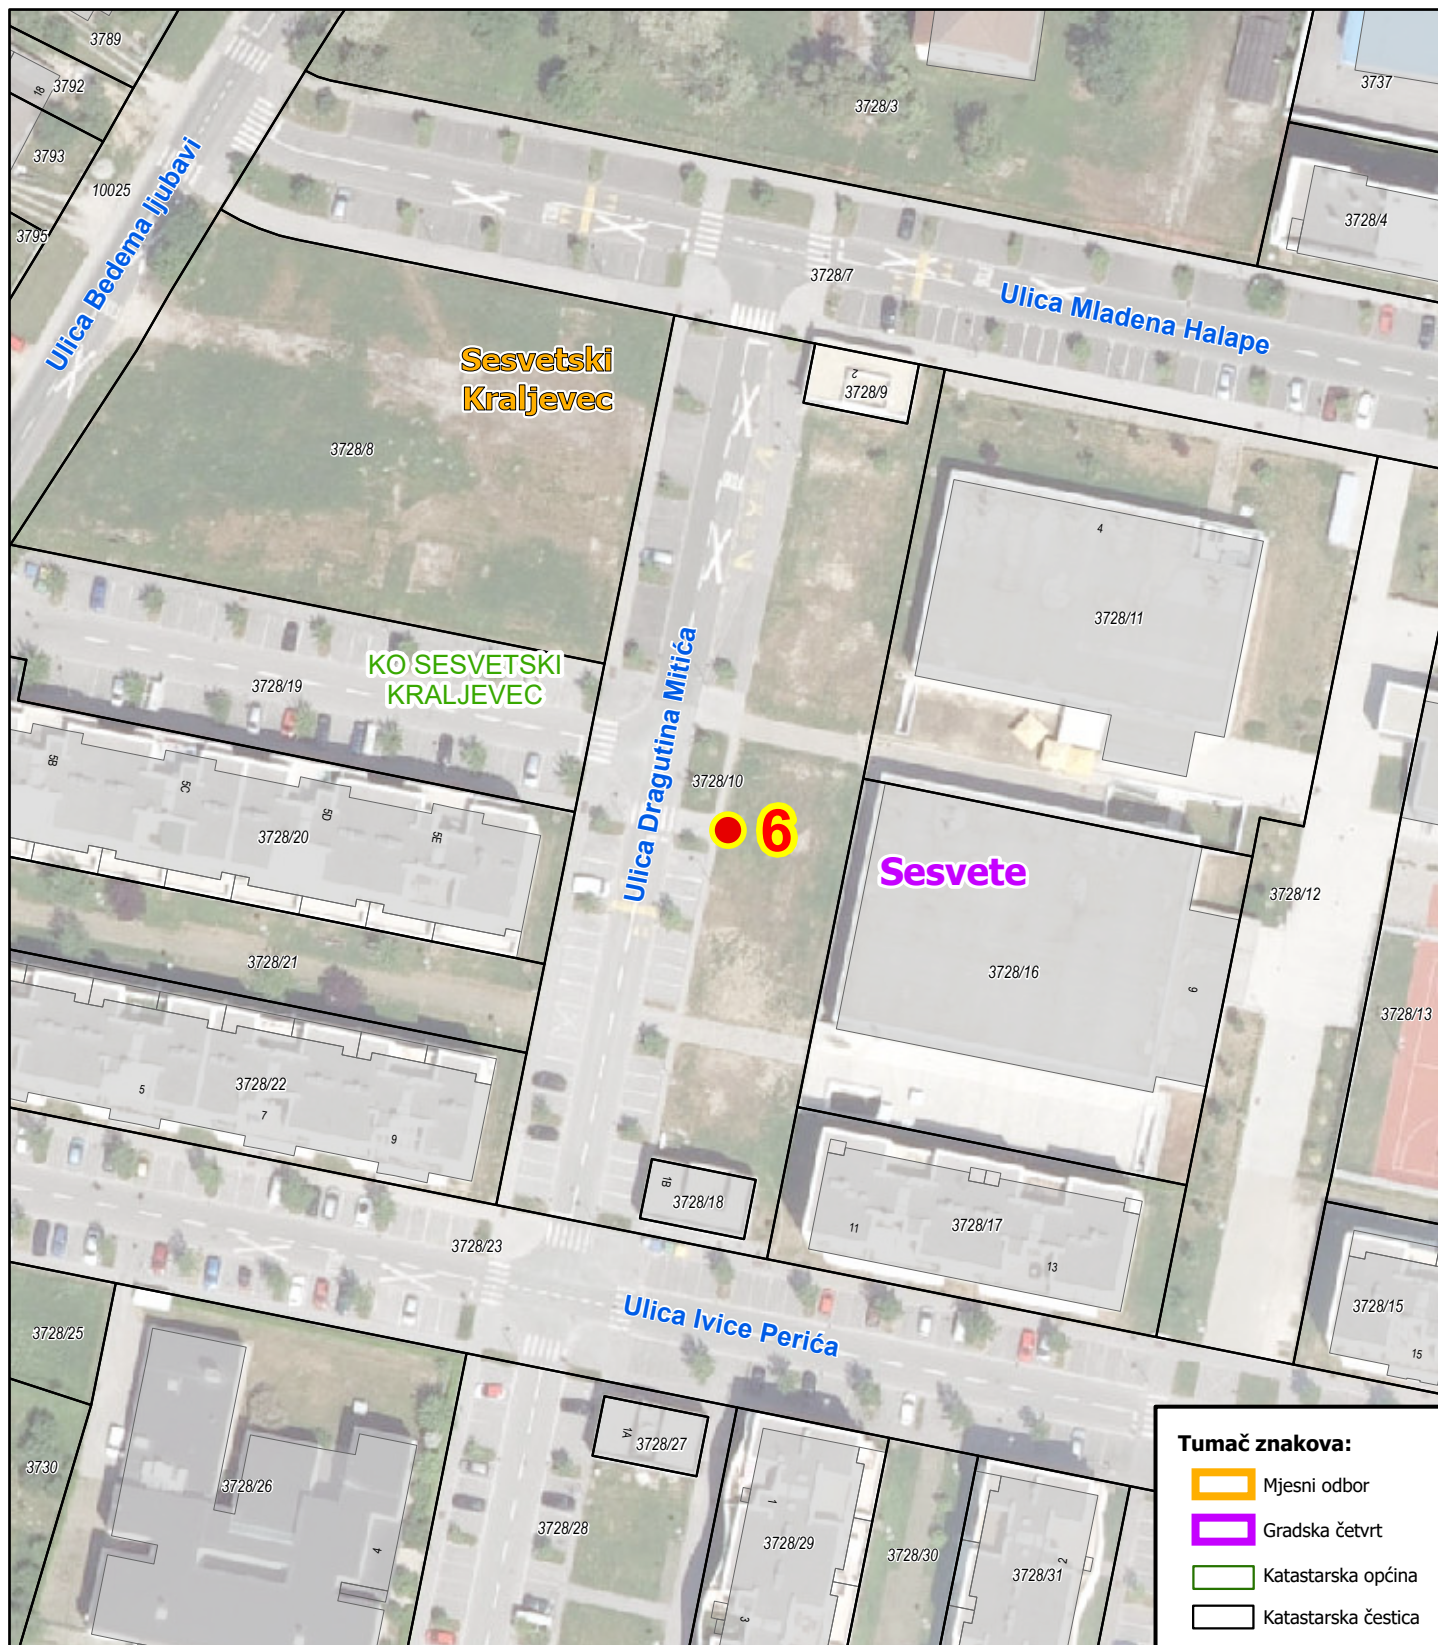 3789
3792
18
3793
10025
3795
Ulica Bedema ljubavi
3728/3
3737
3728/4
3728/7
Ulica Mladena Halape
Sesvetski
Kraljevec
2
3728/9
3728/8
4
3728/11
KO SESVETSKI
KRALJEVEC
3728/19
Ulica Dragutina Mitića
3728/10
6
5B
5C
5D
5E
3728/20
Sesvete
3728/12
3728/21
3728/16
9
3728/13
3728/22
5
7
9
1B
3728/18
3728/17
11
13
3728/23
Ulica Ivice Perića
3728/15
15
3728/25
3730
3728/26
4
1A
3728/27
3728/28
1
3728/29
3
3728/30
2
3728/31
Tumač znakova:
Mjesni odbor
Gradska četvrt
Katastarska općina
Katastarska čestica